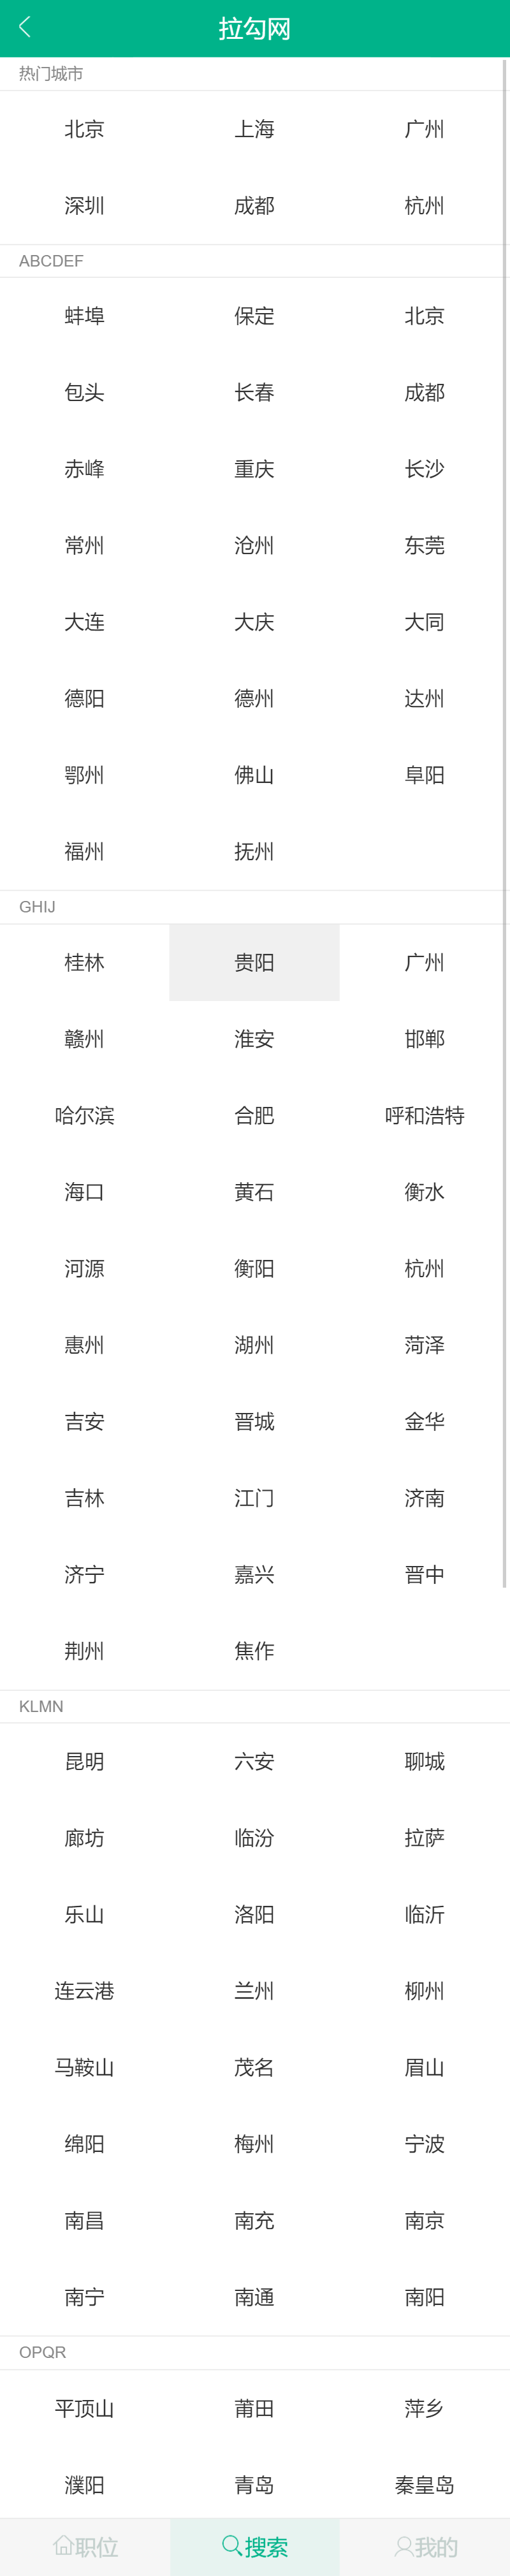 拉勾网
热门城市
北京 上海 广州
深圳 成都 杭州
ABCDEF
蚌埠 保定 北京
包头 长春 成都
赤峰 重庆 长沙
常州 沧州 东莞
大连 大庆 大同
德阳 德州 达州
鄂州 佛山 阜阳
福州 抚州
GHIJ
桂林 贵阳 广州
赣州 淮安 邯郸
哈尔滨 合肥 呼和浩特
海口 黄石 衡水
河源 衡阳 杭州
惠州 湖州 菏泽
吉安 晋城 金华
吉林 江门 济南
济宁 嘉兴 晋中
荆州 焦作
KLMN
昆明 六安 聊城
廊坊 临汾 拉萨
乐山 洛阳 临沂
连云港 兰州 柳州
马鞍山 茂名 眉山
绵阳 梅州 宁波
南昌 南充 南京
南宁 南通 南阳
OPQR
平顶山 莆田 萍乡
濮阳 青岛 秦皇岛
职位 搜索 我的